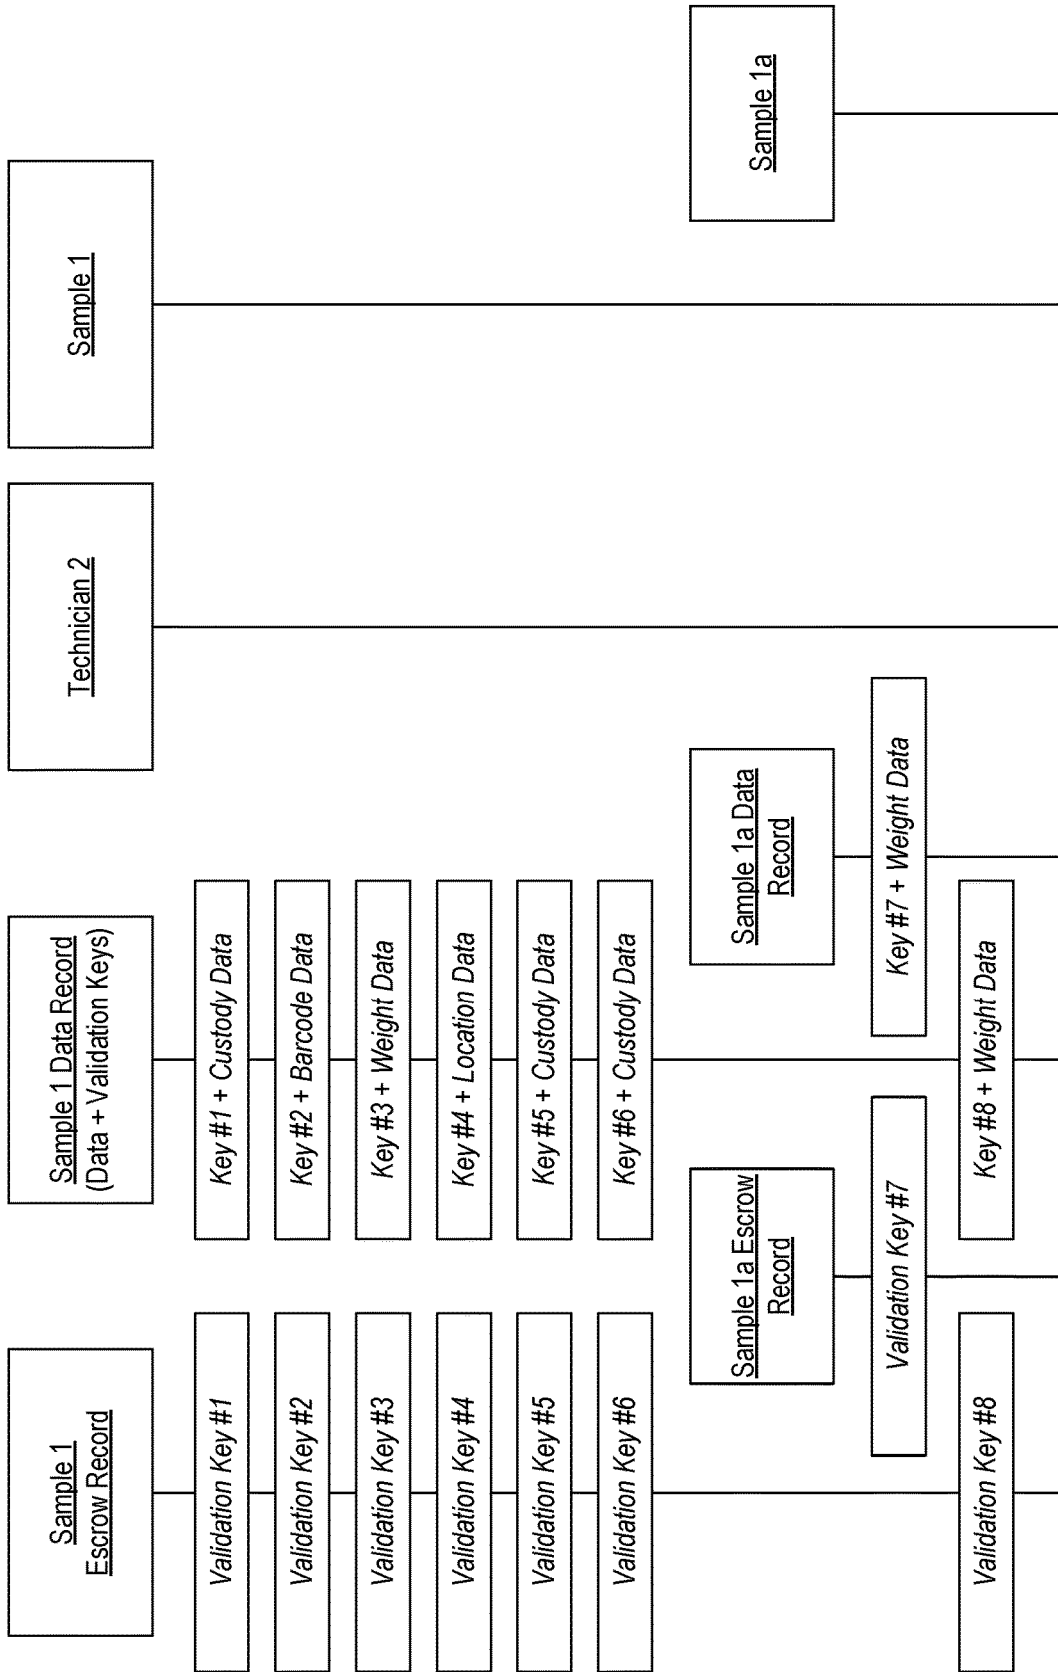 Sample 1
Escrow Record
Sample 1 Data Record
(Data + Validation Keys)
Technician 2
Sample 1
Validation Key #1
Key #1 + Custody Data
Validation Key #2
Key #2 + Barcode Data
Validation Key #3
Key #3 + Weight Data
Validation Key #4
Key #4 + Location Data
Validation Key #5
Key #5 + Custody Data
Validation Key #6
Key #6 + Custody Data
Sample 1a Escrow
Record
Sample 1a Data
Record
Sample 1a
Validation Key #7
Key #7 + Weight Data
Validation Key #8
Key #8 + Weight Data